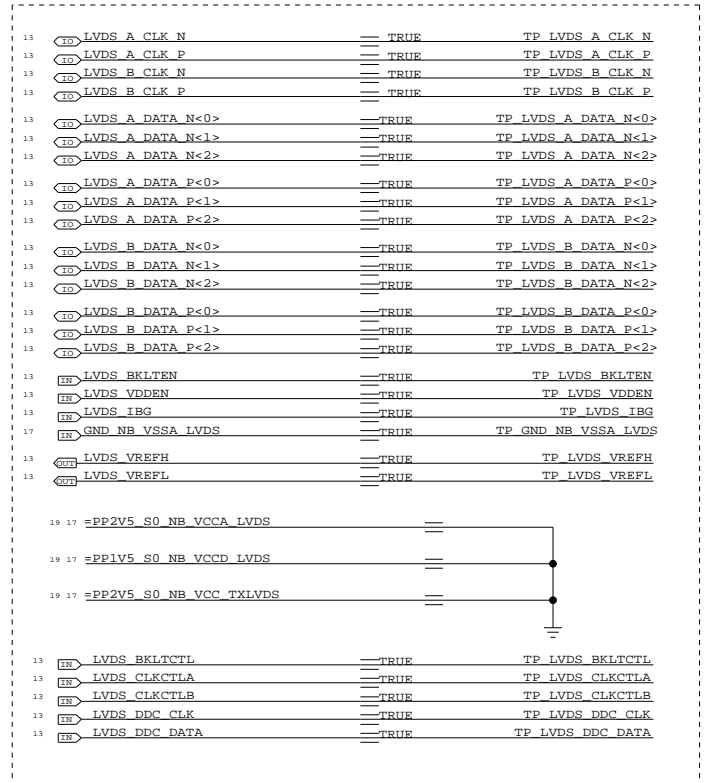 13 IO LVDS_A_CLK_N TRUE TP_LVDS_A_CLK_N
13 IO LVDS_A_CLK_P TRUE TP_LVDS_A_CLK_P
13 IO LVDS_B_CLK_N TRUE TP_LVDS_B_CLK_N
13 IO LVDS_B_CLK_P TRUE TP_LVDS_B_CLK_P
13 IO LVDS_A_DATA_N<0> TRUE TP_LVDS_A_DATA_N<0>
13 IO LVDS_A_DATA_N<1> TRUE TP_LVDS_A_DATA_N<1>
13 IO LVDS_A_DATA_N<2> TRUE TP_LVDS_A_DATA_N<2>
13 IO LVDS_A_DATA_P<0> TRUE TP_LVDS_A_DATA_P<0>
13 IO LVDS_A_DATA_P<1> TRUE TP_LVDS_A_DATA_P<1>
13 IO LVDS_A_DATA_P<2> TRUE TP_LVDS_A_DATA_P<2>
13 IO LVDS_B_DATA_N<0> TRUE TP_LVDS_B_DATA_N<0>
13 IO LVDS_B_DATA_N<1> TRUE TP_LVDS_B_DATA_N<1>
13 IO LVDS_B_DATA_N<2> TRUE TP_LVDS_B_DATA_N<2>
13 IO LVDS_B_DATA_P<0> TRUE TP_LVDS_B_DATA_P<0>
13 IO LVDS_B_DATA_P<1> TRUE TP_LVDS_B_DATA_P<1>
13 IO LVDS_B_DATA_P<2> TRUE TP_LVDS_B_DATA_P<2>
13 IN LVDS_BKLTEN TRUE TP_LVDS_BKLTEN
13 IN LVDS_VDDEN TRUE TP_LVDS_VDDEN
13 IN LVDS_IBG TRUE TP_LVDS_IBG
17 IN GND_NB_VSSA_LVDS TRUE TP_GND_NB_VSSA_LVDS
13 OUT LVDS_VREFH TRUE TP_LVDS_VREFH
13 OUT LVDS_VREFL TRUE TP_LVDS_VREFL
19 17 =PP2V5_S0_NB_VCCA_LVDS
19 17 =PP1V5_S0_NB_VCCD_LVDS
19 17 =PP2V5_S0_NB_VCC_TXLVDS
13 IN LVDS_BKLTCTL TRUE TP_LVDS_BKLTCTL
13 IN LVDS_CLKCTLA TRUE TP_LVDS_CLKCTLA
13 IN LVDS_CLKCTLB TRUE TP_LVDS_CLKCTLB
13 IN LVDS_DDC_CLK TRUE TP_LVDS_DDC_CLK
13 IN LVDS_DDC_DATA TRUE TP_LVDS_DDC_DATA